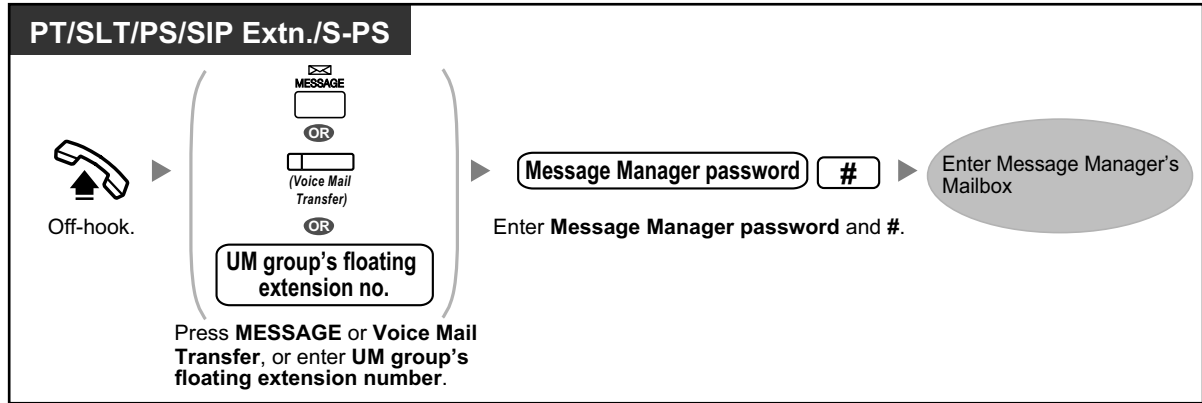 PT/SLT/PS/SIP Extn./S-PS
MESSAGE
OR
(Voice Mail
Transfer)
OR
UM group's floating
extension no.
Off-hook.
Press MESSAGE or Voice Mail
Transfer, or enter UM group's
floating extension number.
Message Manager password #
Enter Message Manager password and #.
Enter Message Manager's
Mailbox